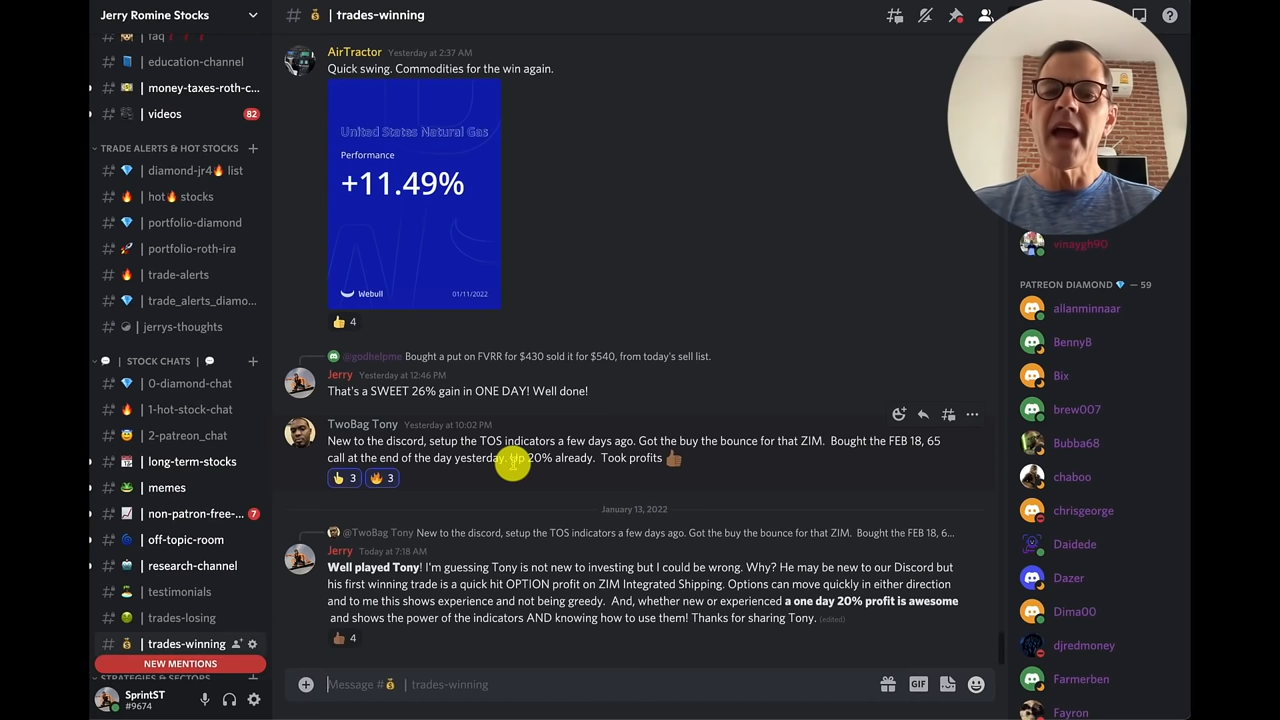 Jerry Romine Stocks
faq
education-channel
money-taxes-roth-c...
videos
82
TRADE ALERTS & HOT STOCKS
diamond-jr4🔥 list
hot🔥 stocks
portfolio-diamond
portfolio-roth-ira
trade-alerts
trade_alerts_diamo...
jerrys-thoughts
| STOCK CHATS |
0-diamond-chat
1-hot-stock-chat
2-patreon_chat
long-term-stocks
memes
non-patron-free-...
7
off-topic-room
research-channel
testimonials
trades-losing
trades-winning
NEW MENTIONS
STRATEGIES & SECTORS
SprintST
#9674
# 💰 | trades-winning
AirTractor Yesterday at 2:37 AM
Quick swing. Commodities for the win again.
United States Natural Gas
Performance
+11.49%
Webull 01/11/2022
👍 4
@godhelpme Bought a put on FVRR for $430 sold it for $540, from today's sell list.
Jerry Yesterday at 12:46 PM
That's a SWEET 26% gain in ONE DAY! Well done!
TwoBag Tony Yesterday at 10:02 PM
New to the discord, setup the TOS indicators a few days ago. Got the buy the bounce for that ZIM. Bought the FEB 18, 65
call at the end of the day yesterday. Up 20% already. Took profits 👍🏾
👍 3 🔥 3
January 13, 2022
@TwoBag Tony New to the discord, setup the TOS indicators a few days ago. Got the buy the bounce for that ZIM. Bought the FEB 18, 6...
Jerry Today at 7:18 AM
Well played Tony! I'm guessing Tony is not new to investing but I could be wrong. Why? He may be new to our Discord but
his first winning trade is a quick hit OPTION profit on ZIM Integrated Shipping. Options can move quickly in either direction
and to me this shows experience and not being greedy. And, whether new or experienced a one day 20% profit is awesome
and shows the power of the indicators AND knowing how to use them! Thanks for sharing Tony. (edited)
👍🏾 4
Message #💰 | trades-winning
GIF
vinaygh90
PATREON DIAMOND 💎 — 59
allanminnaar
BennyB
Bix
brew007
Bubba68
chaboo
chrisgeorge
Daidede
Dazer
Dima00
djredmoney
Farmerben
Fayron